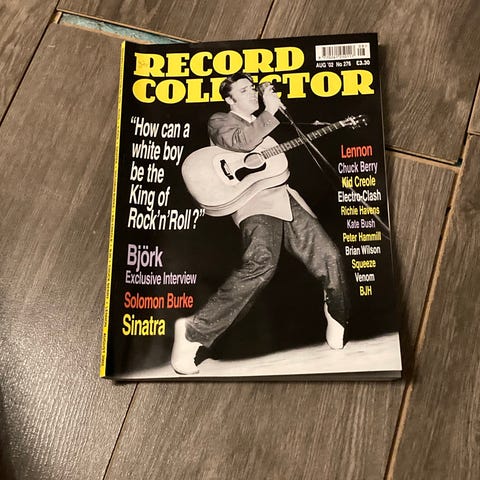 RECORD
COLLECTOR
AUG '02 No 276 £3.30
"How can a
white boy
be the
King of
Rock'n'Roll?"
Björk
Exclusive Interview
Solomon Burke
Sinatra
Lennon
Chuck Berry
Kid Creole
Electro-Clash
Richie Havens
Kate Bush
Peter Hammill
Brian Wilson
Squeeze
Venom
BJH